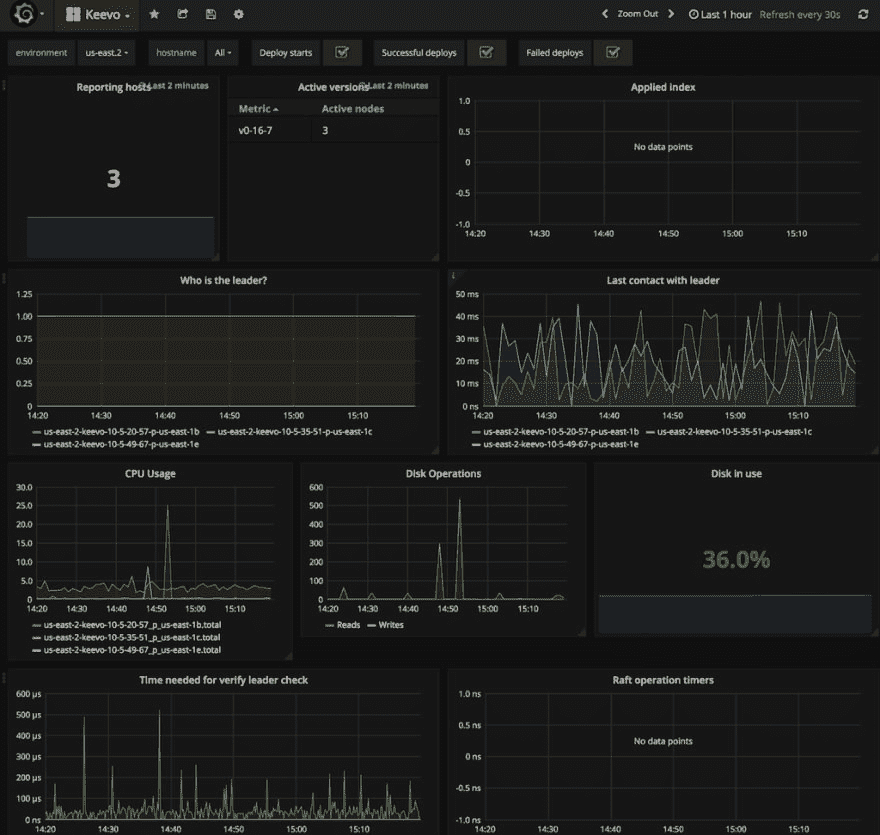 Keevo
Zoom Out
Last 1 hour
Refresh every 30s
environment
us-east.2
hostname
All
Deploy starts
Successful deploys
Failed deploys
Reporting hosts
Last 2 minutes
3
Active versions
Last 2 minutes
Metric
Active nodes
v0-16-7
3
Applied index
1.0
0.5
0
-0.5
-1.0
No data points
14:20 14:30 14:40 14:50 15:00 15:10
Who is the leader?
1.25
1.00
0.75
0.50
0.25
0
14:20 14:30 14:40 14:50 15:00 15:10
us-east-2-keevo-10-5-20-57-p-us-east-1b us-east-2-keevo-10-5-35-51-p-us-east-1c
us-east-2-keevo-10-5-49-67-p-us-east-1e
Last contact with leader
50 ms
40 ms
30 ms
20 ms
10 ms
0 ns
14:20 14:30 14:40 14:50 15:00 15:10
us-east-2-keevo-10-5-20-57-p-us-east-1b us-east-2-keevo-10-5-35-51-p-us-east-1c
us-east-2-keevo-10-5-49-67-p-us-east-1e
CPU Usage
30.0
25.0
20.0
15.0
10.0
5.0
0
14:20 14:30 14:40 14:50 15:00 15:10
us-east-2-keevo-10-5-20-57_p_us-east-1b.total
us-east-2-keevo-10-5-35-51_p_us-east-1c.total
us-east-2-keevo-10-5-49-67_p_us-east-1e.total
Disk Operations
600
500
400
300
200
100
0
14:20 14:30 14:40 14:50 15:00 15:10
Reads Writes
Disk in use
36.0%
Time needed for verify leader check
600 µs
500 µs
400 µs
300 µs
200 µs
100 µs
0 ns
14:20 14:30 14:40 14:50 15:00 15:10
Raft operation timers
1.0 ns
0.5 ns
0 ns
-0.5 ns
-1.0 ns
No data points
14:20 14:30 14:40 14:50 15:00 15:10